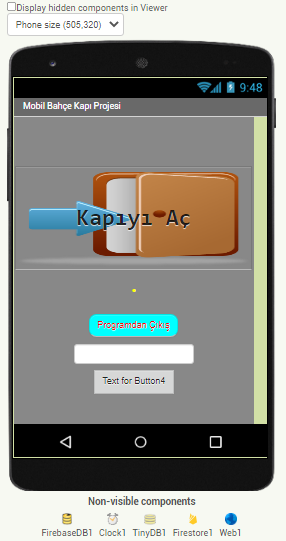 Display hidden components in Viewer
Phone size (505,320)
9:48
Mobil Bahçe Kapı Projesi
Kapıyı Aç
Programdan Çıkış
Text for Button4
Non-visible components
FirebaseDB1 Clock1 TinyDB1 Firestore1 Web1